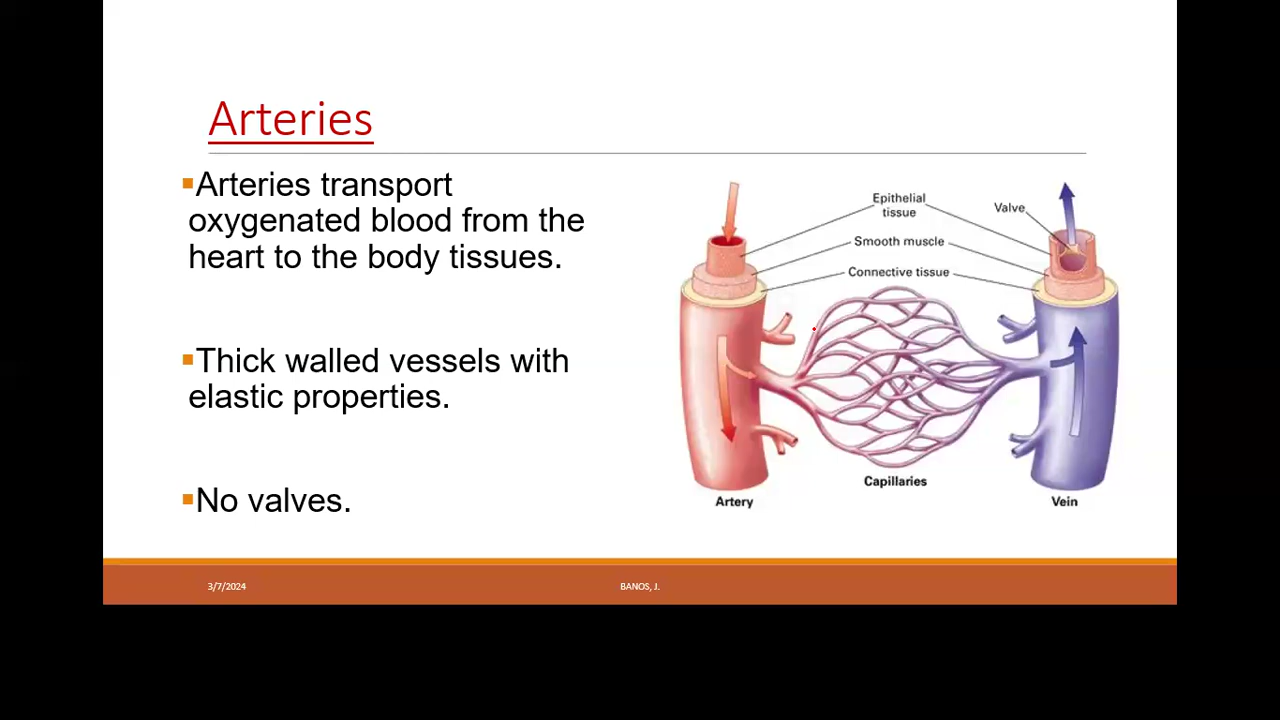 Arteries
▪Arteries transport
oxygenated blood from the
heart to the body tissues.
▪Thick walled vessels with
elastic properties.
▪No valves.
Epithelial
tissue
Valve
Smooth muscle
Connective tissue
Capillaries
Artery
Vein
3/7/2024
BANOS, J.